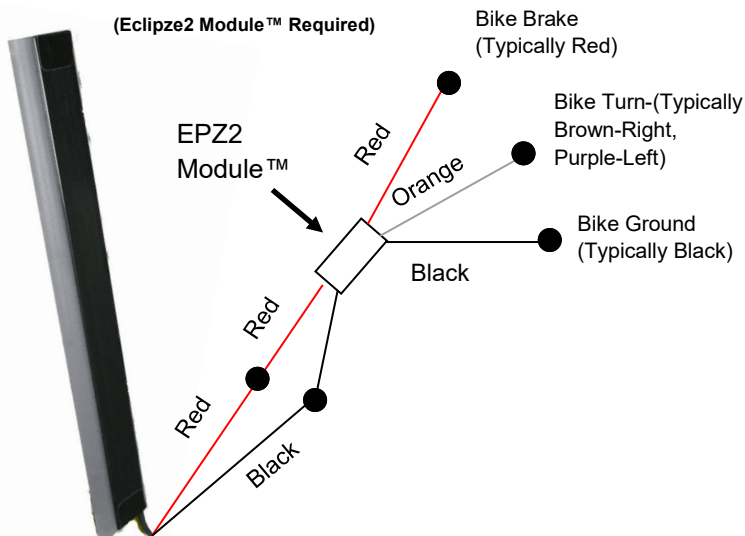 (Eclipze2 Module™ Required)
Bike Brake
(Typically Red)
Bike Turn-(Typically
Brown-Right,
Purple-Left)
EPZ2
Module™
Red
Orange
Bike Ground
(Typically Black)
Black
Red
Red
Black